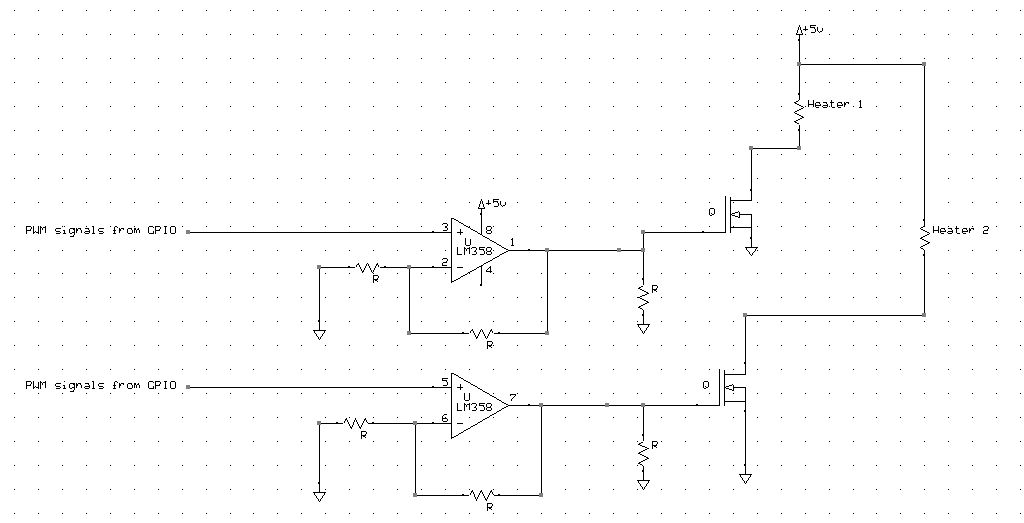 +5v
Heater 1
+5v
Q
PWM signals from GPIO
3
+
8
U
LM358
1
Heater 2
2
-
4
R
R
R
PWM signals from GPIO
5
+
U
LM358
7
Q
6
-
R
R
R